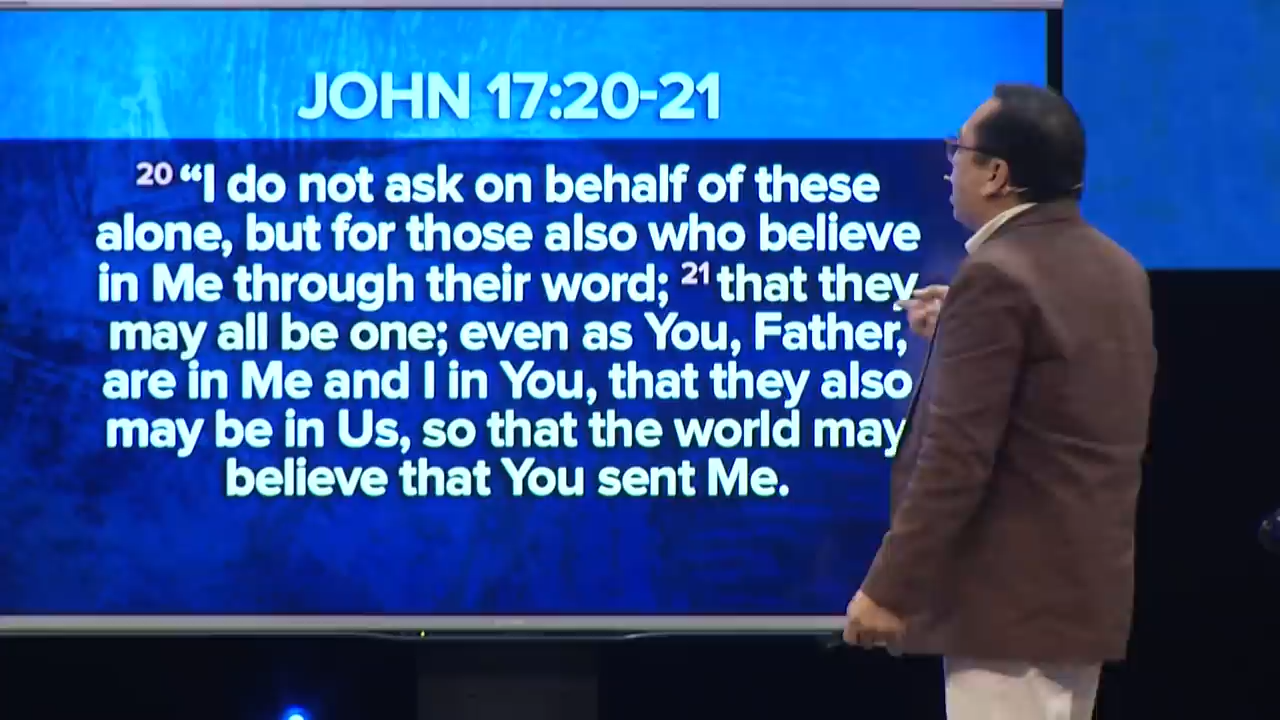 JOHN 17:20-21
20 “I do not ask on behalf of these
alone, but for those also who believe
in Me through their word; 21 that they
may all be one; even as You, Father,
are in Me and I in You, that they also
may be in Us, so that the world may
believe that You sent Me.